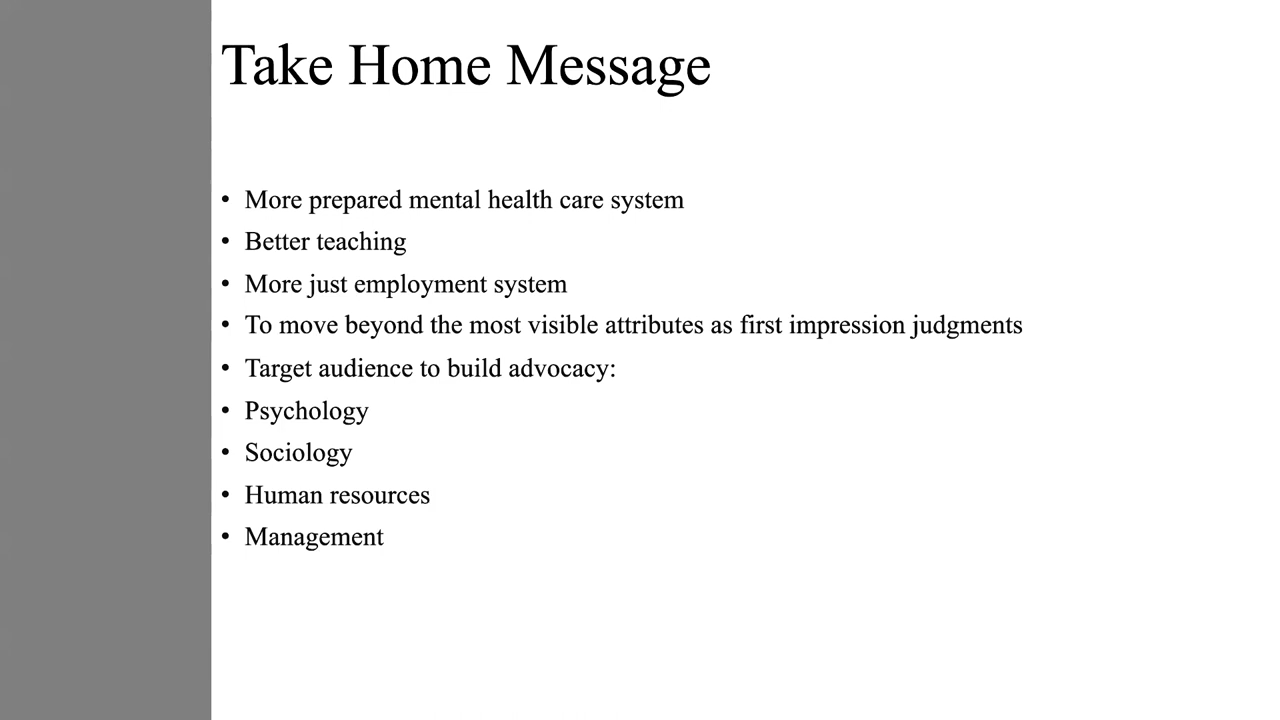 Take Home Message
• More prepared mental health care system
• Better teaching
• More just employment system
• To move beyond the most visible attributes as first impression judgments
• Target audience to build advocacy:
• Psychology
• Sociology
• Human resources
• Management